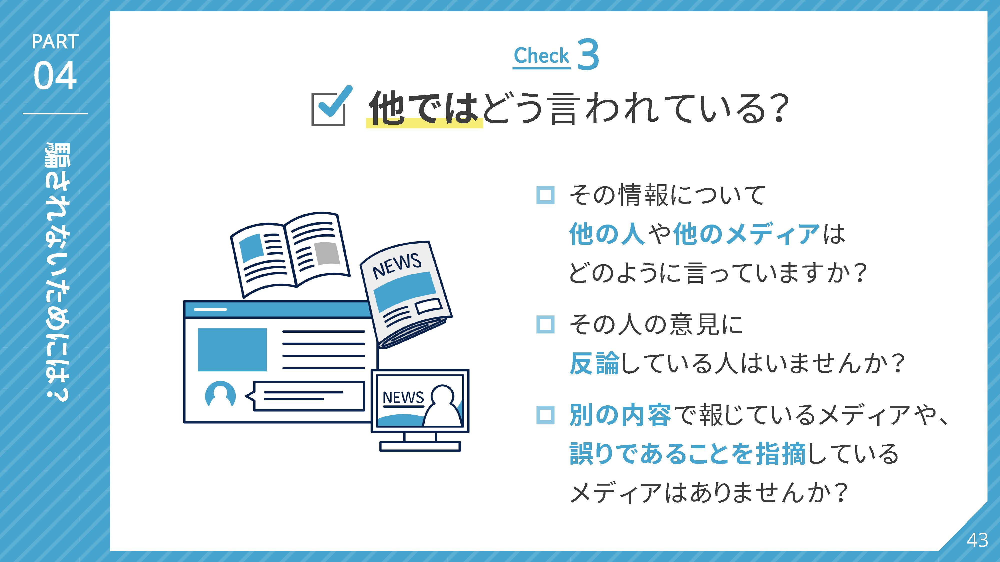 PART
04
騙されないためには？
Check 3
他ではどう言われている？
その情報について
他の人や他のメディアは
どのように言っていますか？
その人の意見に
反論している人はいませんか？
別の内容で報じているメディアや、
誤りであることを指摘している
メディアはありませんか？
NEWS
NEWS
43